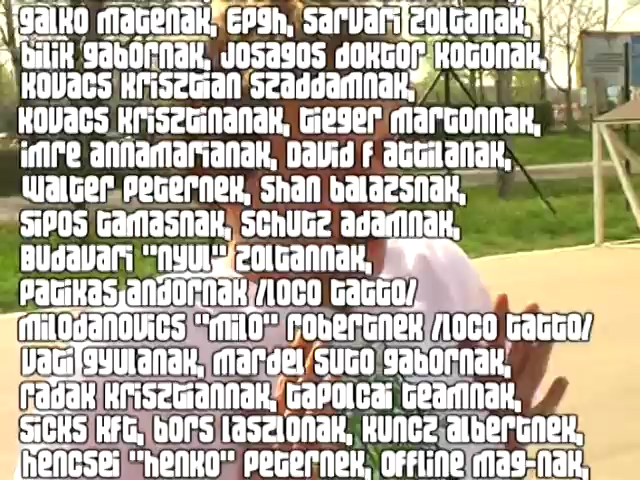 galko matenak, epgh, sarvari zoltanak,
bilik gabornak, josagos doktor kotonak,
kovacs krisztian szaddamnak,
kovacs krisztinanak, tieger martonnak,
imre annamarianak, david f attilanak,
walter peternek, shan balazsnak,
sipos tamasnak, schutz adamnak,
budavari "nyul" zoltannak,
patikas andornak /loco tatto/
milodanovics "milo" robertnek /loco tatto/
vati gyulanak, mardel suto gabornak,
radak krisztiannak, tapolcai teamnak,
sicks kft, bors laszlonak, kuncz albertnek,
hencsei "henko" peternek, offline mag-nak,